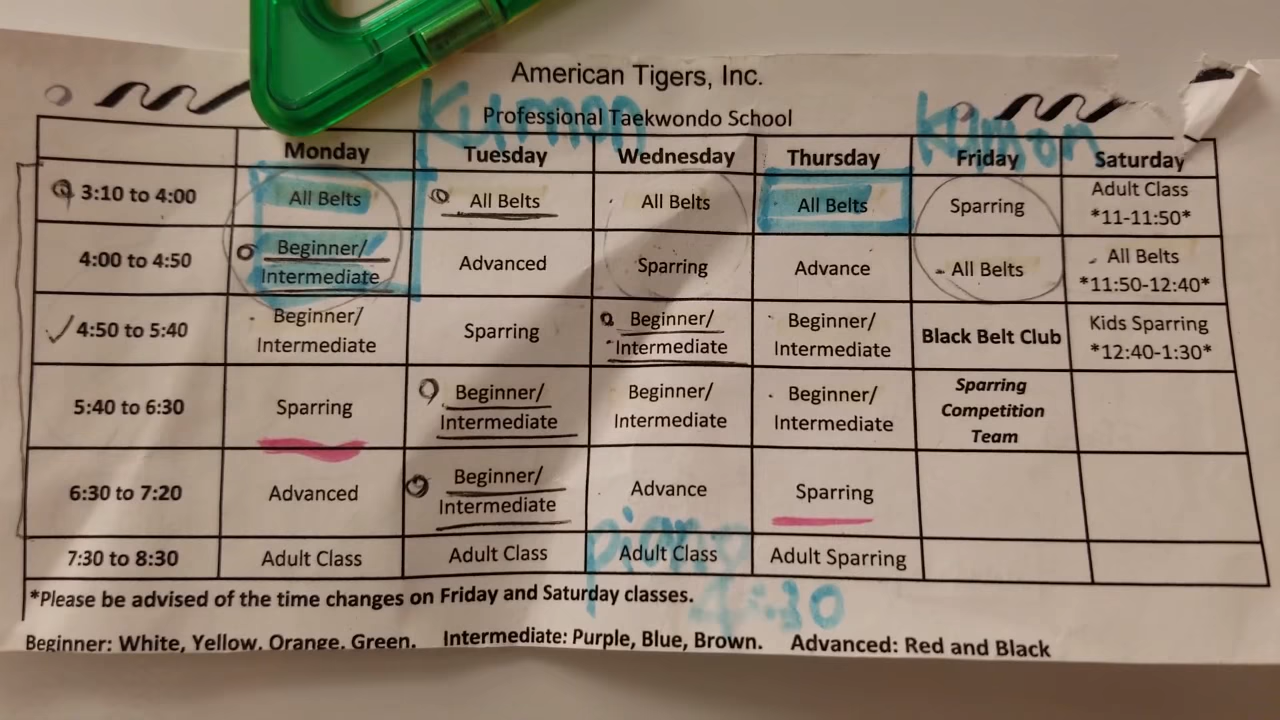 American Tigers, Inc.
Kumon
Professional Taekwondo School
Kumon
Monday Tuesday Wednesday Thursday Friday Saturday
3:10 to 4:00 All Belts All Belts All Belts All Belts Sparring Adult Class *11-11:50*
4:00 to 4:50 Beginner/ Intermediate Advanced Sparring Advance All Belts All Belts *11:50-12:40*
4:50 to 5:40 Beginner/ Intermediate Sparring Beginner/ Intermediate Beginner/ Intermediate Black Belt Club Kids Sparring *12:40-1:30*
5:40 to 6:30 Sparring Beginner/ Intermediate Beginner/ Intermediate Beginner/ Intermediate Sparring Competition Team
6:30 to 7:20 Advanced Beginner/ Intermediate Advance Sparring
7:30 to 8:30 Adult Class Adult Class Adult Class Adult Sparring
piano
4:30
*Please be advised of the time changes on Friday and Saturday classes.
Beginner: White, Yellow, Orange, Green. Intermediate: Purple, Blue, Brown. Advanced: Red and Black